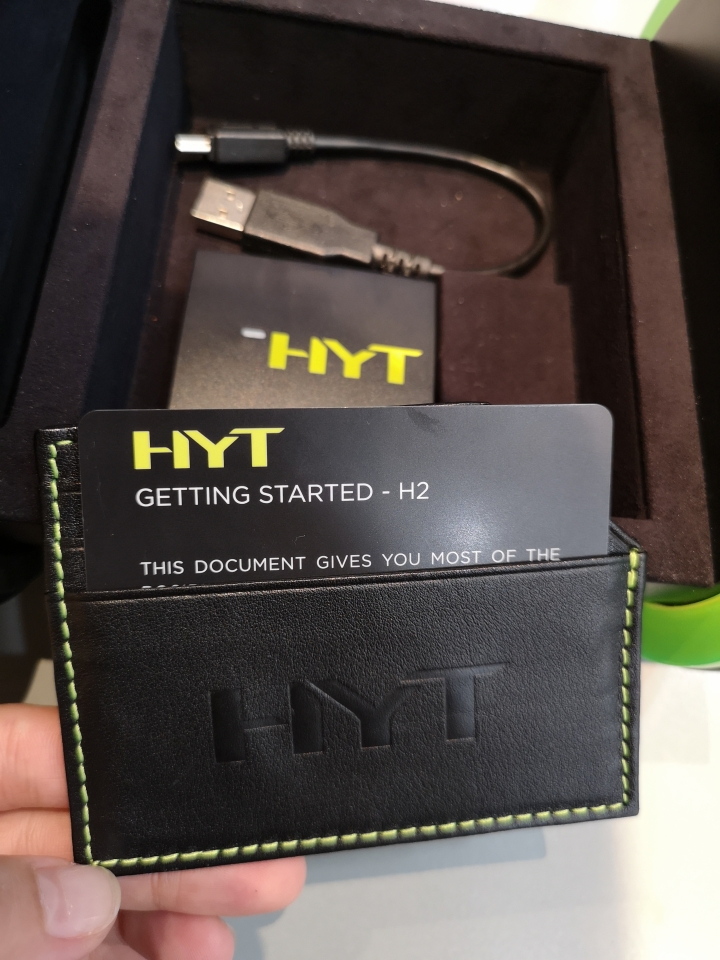 HYT
HYT
GETTING STARTED - H2
THIS DOCUMENT GIVES YOU MOST OF THE
HYT